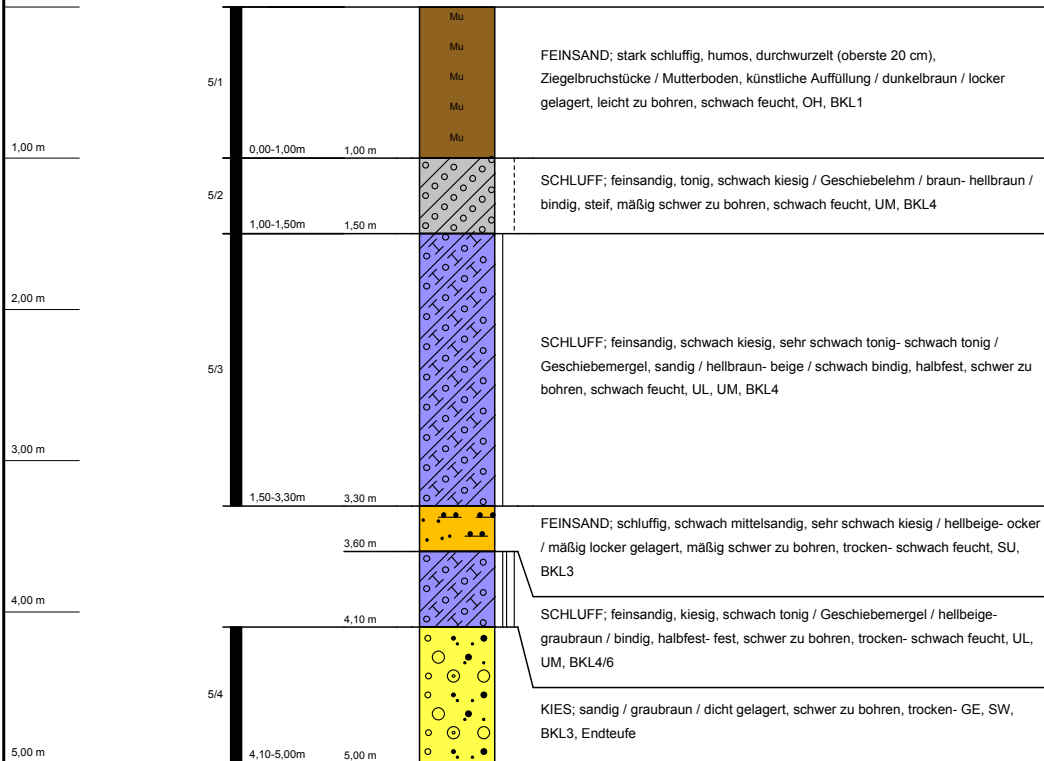 Mu
Mu
Mu
Mu
Mu
5/1
FEINSAND; stark schluffig, humos, durchwurzelt (oberste 20 cm),
Ziegelbruchstücke / Mutterboden, künstliche Auffüllung / dunkelbraun / locker
gelagert, leicht zu bohren, schwach feucht, OH, BKL1
1,00 m
0,00-1,00m
1,00 m
5/2
SCHLUFF; feinsandig, tonig, schwach kiesig / Geschiebelehm / braun- hellbraun /
bindig, steif, mäßig schwer zu bohren, schwach feucht, UM, BKL4
1,00-1,50m
1,50 m
2,00 m
5/3
SCHLUFF; feinsandig, schwach kiesig, sehr schwach tonig- schwach tonig /
Geschiebemergel, sandig / hellbraun- beige / schwach bindig, halbfest, schwer zu
bohren, schwach feucht, UL, UM, BKL4
3,00 m
1,50-3,30m
3,30 m
FEINSAND; schluffig, schwach mittelsandig, sehr schwach kiesig / hellbeige- ocker
/ mäßig locker gelagert, mäßig schwer zu bohren, trocken- schwach feucht, SU,
BKL3
3,60 m
4,00 m
4,10 m
SCHLUFF; feinsandig, kiesig, schwach tonig / Geschiebemergel / hellbeige-
graubraun / bindig, halbfest- fest, schwer zu bohren, trocken- schwach feucht, UL,
UM, BKL4/6
5/4
KIES; sandig / graubraun / dicht gelagert, schwer zu bohren, trocken- GE, SW,
BKL3, Endteufe
5,00 m
4,10-5,00m
5,00 m